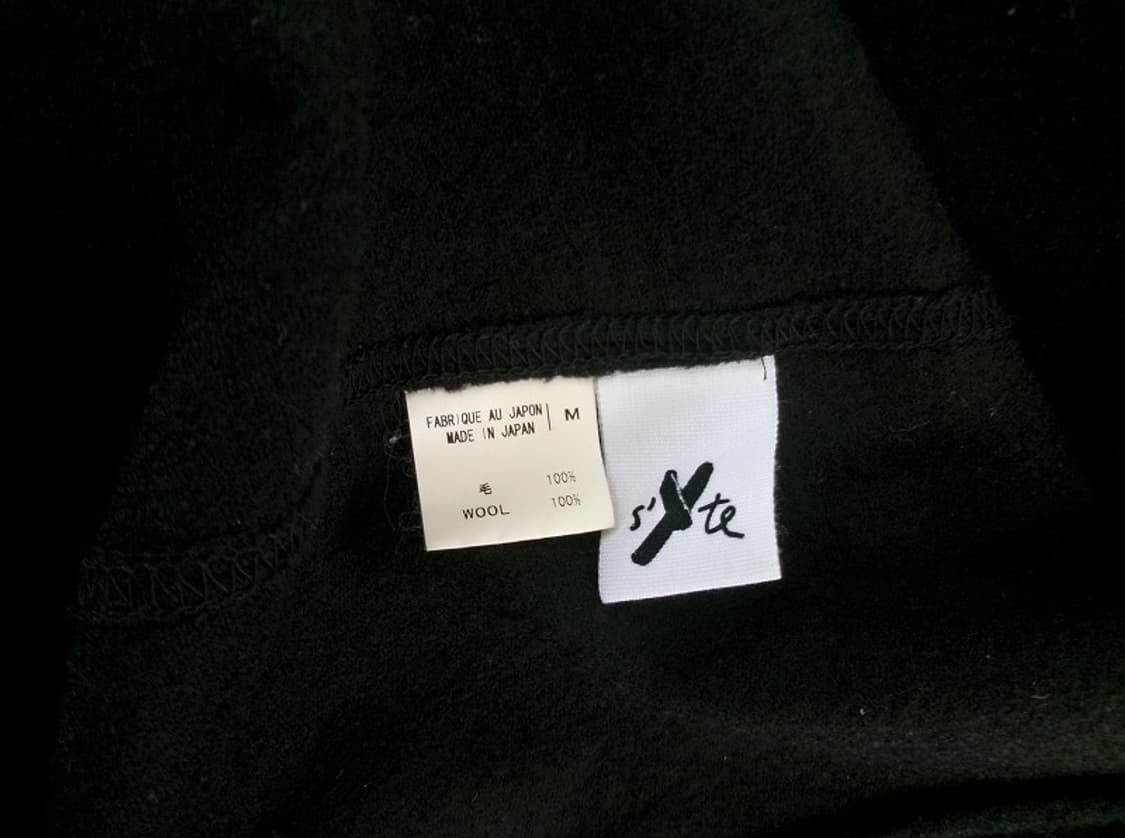 FABRIQUE AU JAPON
MADE IN JAPAN
M
毛 100%
WOOL 100%
s'Yte